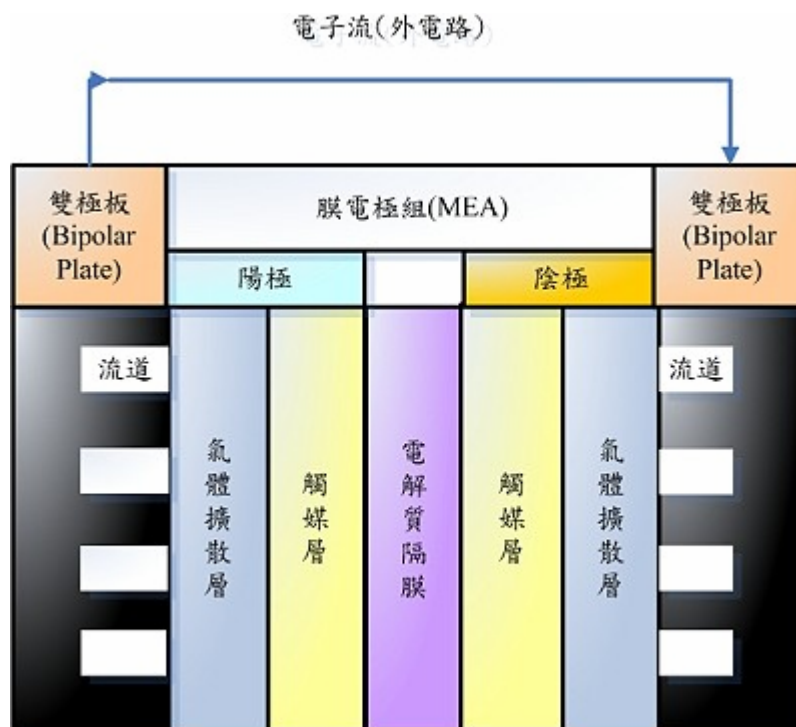 電子流(外電路)
雙極板
(Bipolar
Plate)
膜電極組(MEA)
雙極板
(Bipolar
Plate)
陽極
陰極
流道
流道
氣體擴散層
觸媒層
電解質隔膜
觸媒層
氣體擴散層